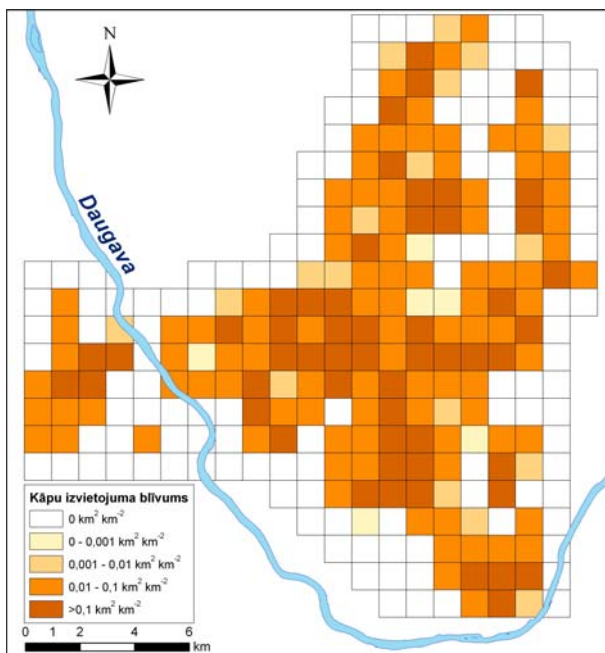 N
Daugava
Kāpu izvietojuma blīvums
0 km² km⁻²
0 - 0,001 km² km⁻²
0,001 - 0,01 km² km⁻²
0,01 - 0,1 km² km⁻²
>0,1 km² km⁻²
0 1 2 4 6
km